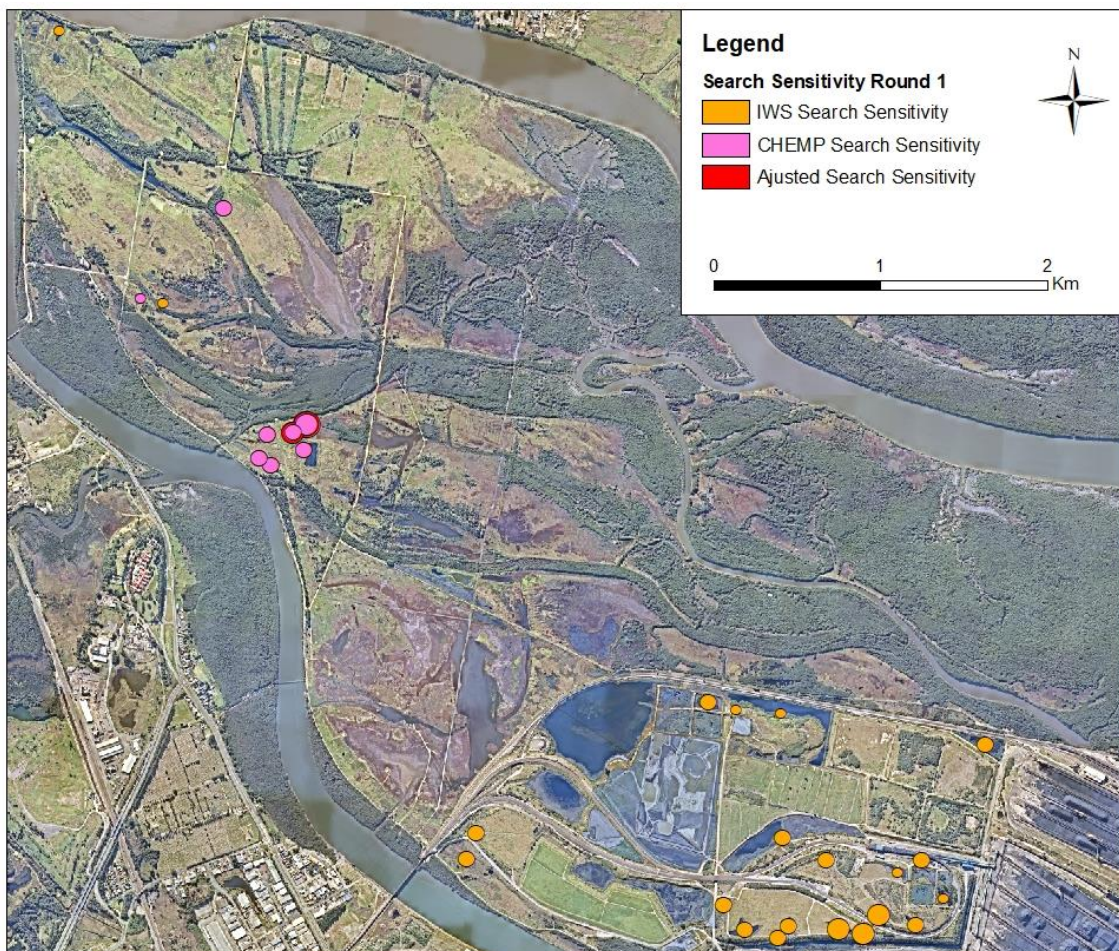 Legend
N
Search Sensitivity Round 1
IWS Search Sensitivity
CHEMP Search Sensitivity
Ajusted Search Sensitivity
0 1 2
Km